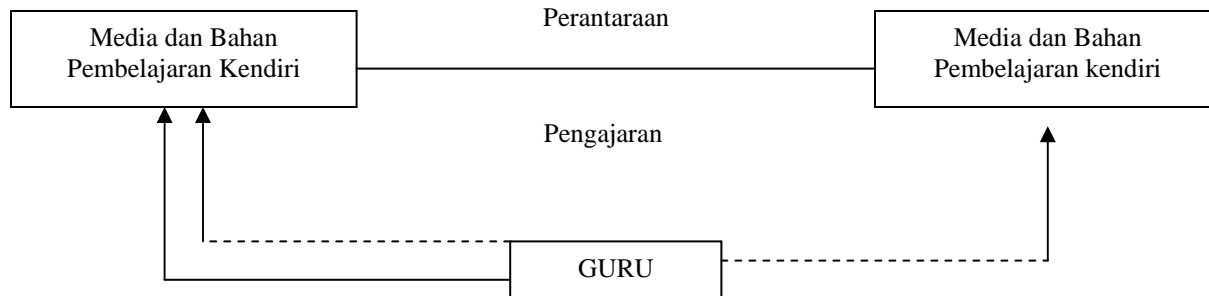 Perantaraan
Media dan Bahan
Pembelajaran Kendiri
Media dan Bahan
Pembelajaran kendiri
Pengajaran
GURU